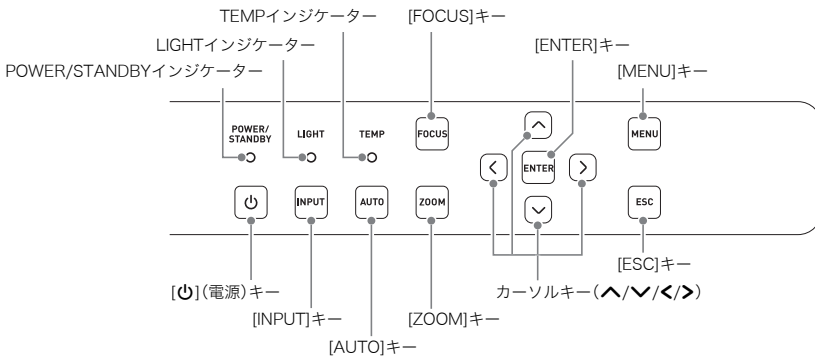 TEMPインジケーター
[FOCUS]キー
LIGHTインジケーター
[ENTER]キー
POWER/STANDBYインジケーター
[MENU]キー
POWER/
STANDBY
LIGHT
TEMP
FOCUS
MENU
ENTER
INPUT
AUTO
ZOOM
ESC
[⏻](電源)キー
[INPUT]キー
[AUTO]キー
[ZOOM]キー
カーソルキー(∧/∨/</>)
[ESC]キー